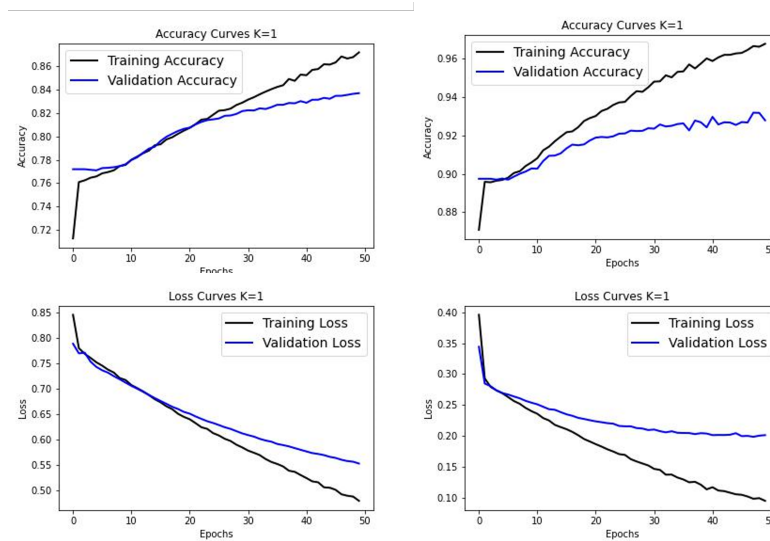 Accuracy Curves K=1
Training Accuracy
Validation Accuracy
Accuracy
0.86
0.84
0.82
0.80
0.78
0.76
0.74
0.72
0 10 20 30 40 50
Epochs
Accuracy Curves K=1
Training Accuracy
Validation Accuracy
Accuracy
0.96
0.94
0.92
0.90
0.88
0 10 20 30 40 50
Epochs
Loss Curves K=1
Training Loss
Validation Loss
Loss
0.85
0.80
0.75
0.70
0.65
0.60
0.55
0.50
0 10 20 30 40 50
Epochs
Loss Curves K=1
Training Loss
Validation Loss
Loss
0.40
0.35
0.30
0.25
0.20
0.15
0.10
0 10 20 30 40 50
Epochs